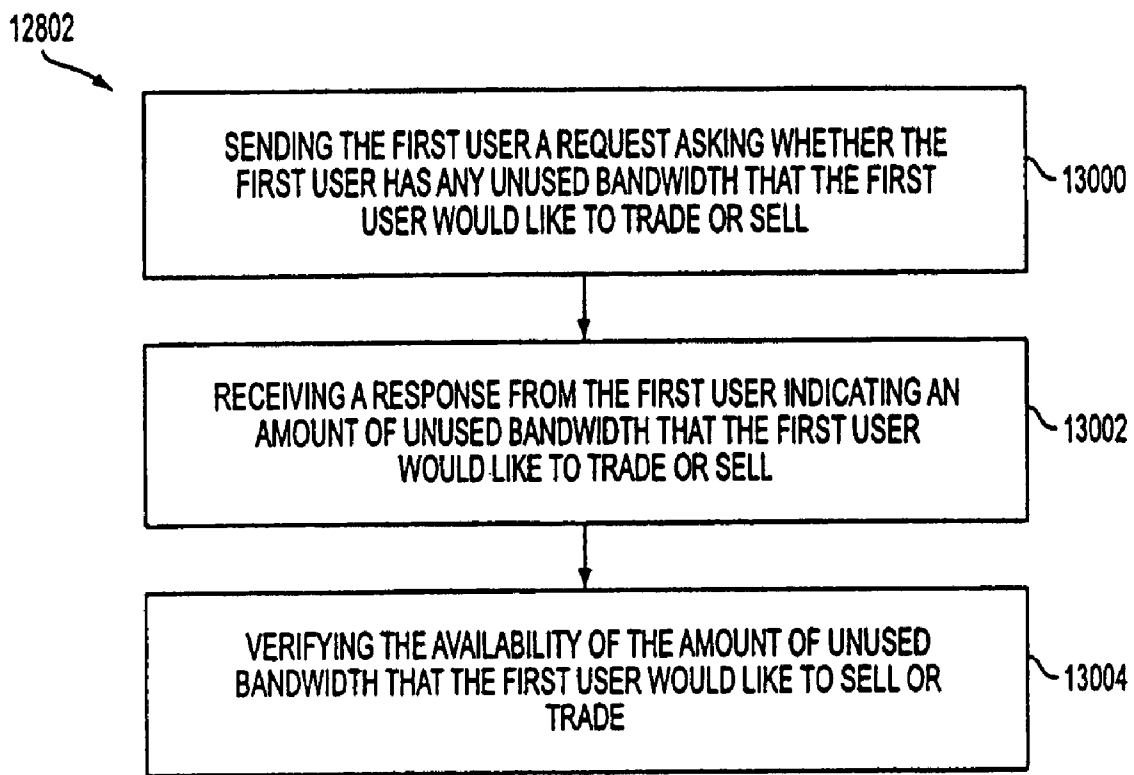 12802
SENDING THE FIRST USER A REQUEST ASKING WHETHER THE
FIRST USER HAS ANY UNUSED BANDWIDTH THAT THE FIRST
USER WOULD LIKE TO TRADE OR SELL
13000
RECEIVING A RESPONSE FROM THE FIRST USER INDICATING AN
AMOUNT OF UNUSED BANDWIDTH THAT THE FIRST USER
WOULD LIKE TO TRADE OR SELL
13002
VERIFYING THE AVAILABILITY OF THE AMOUNT OF UNUSED
BANDWIDTH THAT THE FIRST USER WOULD LIKE TO SELL OR
TRADE
13004